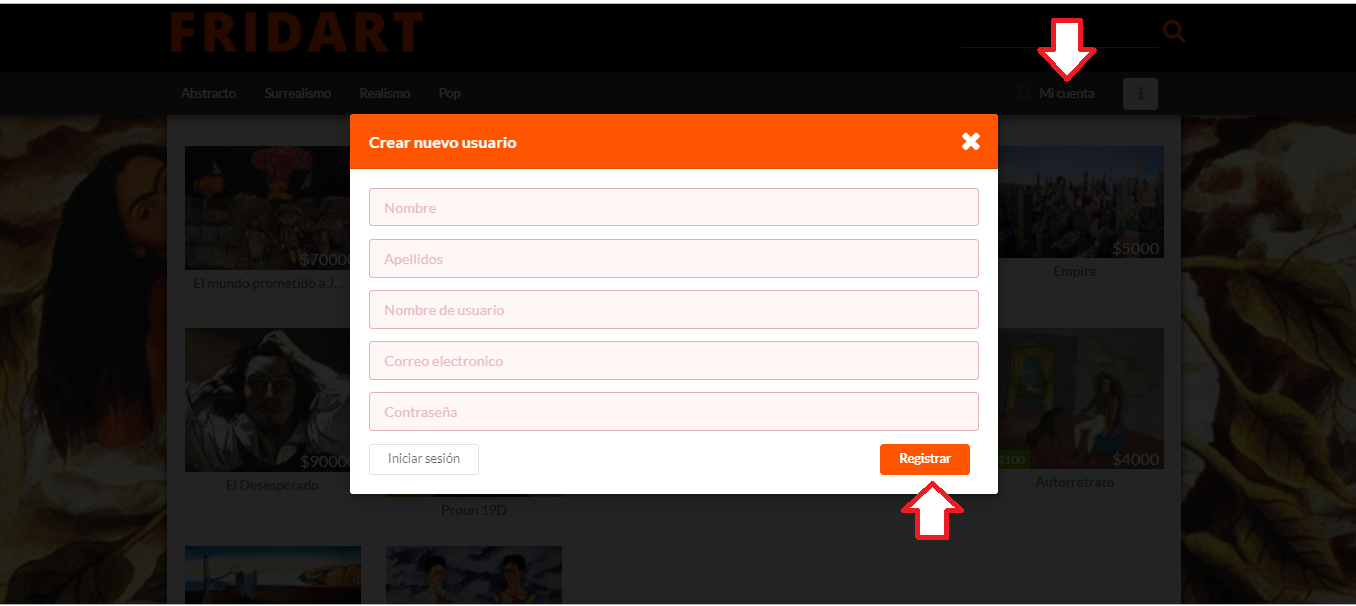 FRIDART
Abstracto Surrealismo Realismo Pop Mi cuenta i
Crear nuevo usuario
Nombre
Apellidos
Nombre de usuario
Correo electronico
Contraseña
Iniciar sesión Registrar
$70000
El mundo prometido a J...
$5000
Empire
$90000
El Desesperado
Proun 19D
$100
$4000
Autorretrato